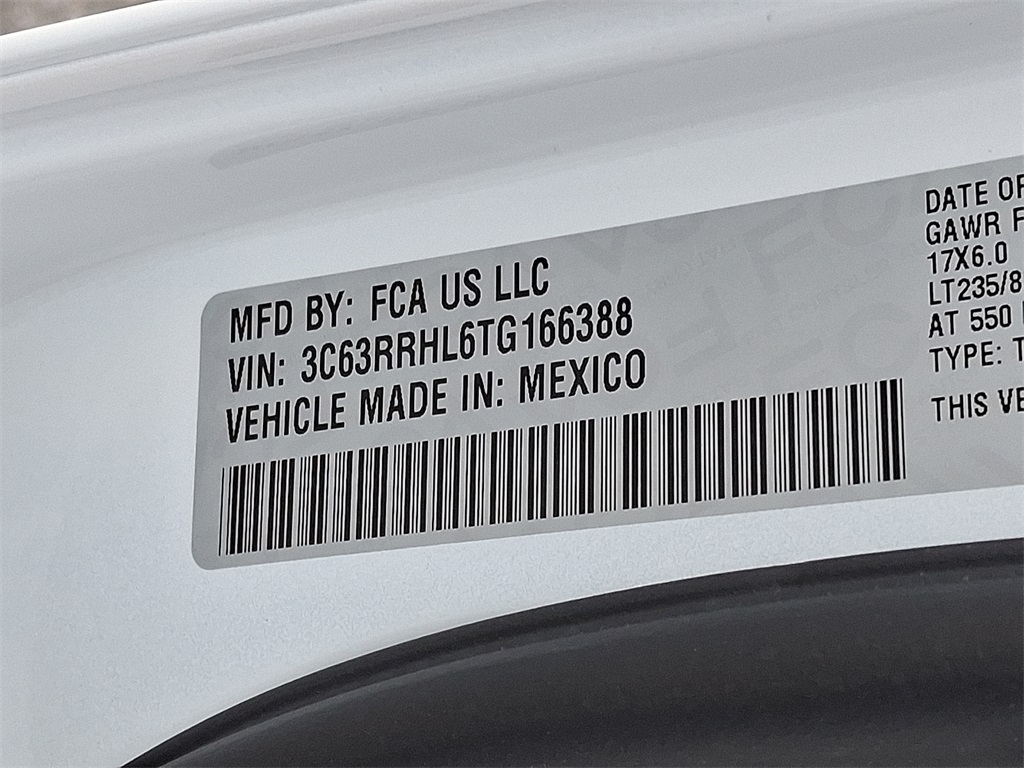 MFD BY: FCA US LLC
VIN: 3C63RRHL6TG166388
VEHICLE MADE IN: MEXICO
DATE OF
GAWR F
17X6.0
LT235/8
AT 550
TYPE: T
THIS VE